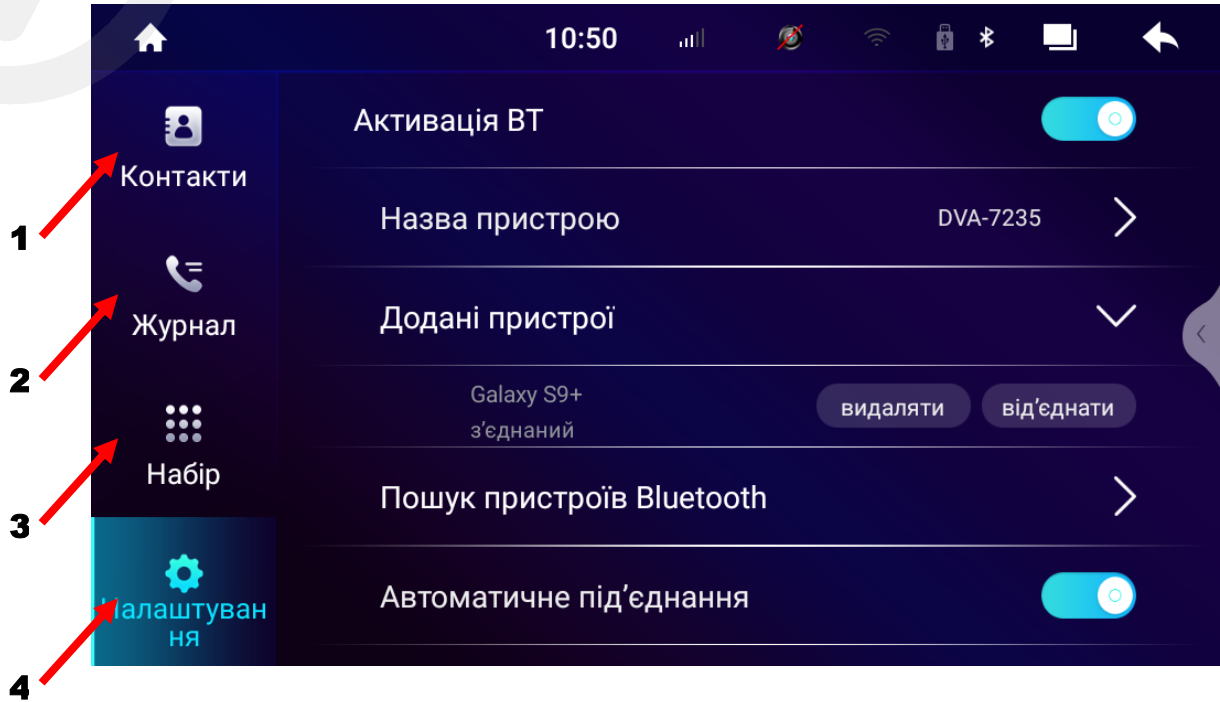 10:50
Контакти
1
Журнал
2
Набір
3
Налаштуван
ня
4
Активація BT
Назва пристрою DVA-7235
Додані пристрої
Galaxy S9+
з’єднаний
видаляти від’єднати
Пошук пристроїв Bluetooth
Автоматичне під’єднання